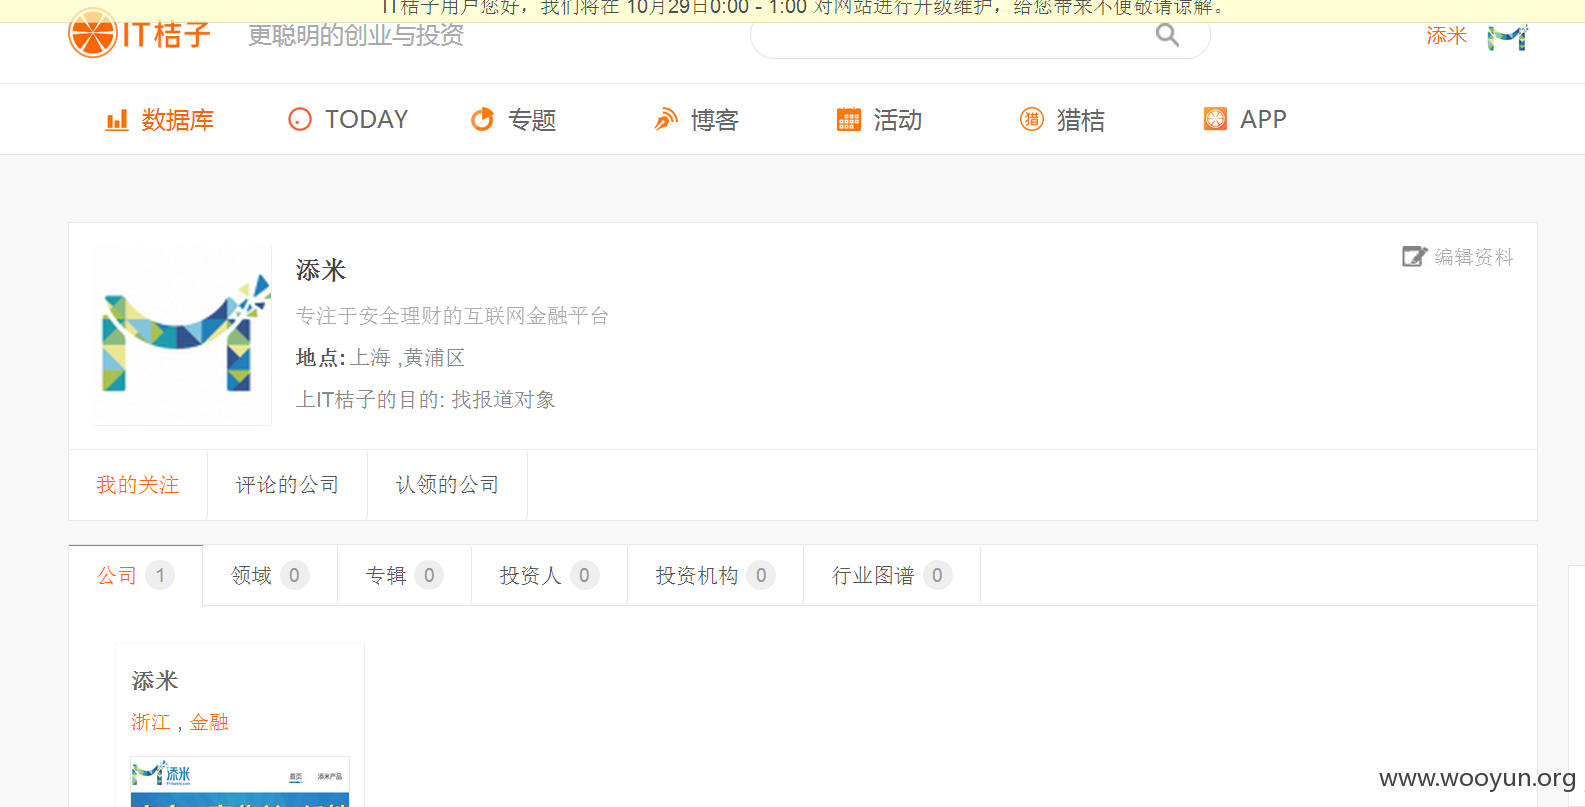 IT桔子用户您好，我们将在 10月29日0:00 - 1:00 对网站进行升级维护，给您带来不便敬请谅解。
IT桔子 更聪明的创业与投资 添米
数据库 TODAY 专题 博客 活动 猎 猎桔 APP
添米 编辑资料
专注于安全理财的互联网金融平台
地点: 上海 ,黄浦区
上IT桔子的目的: 找报道对象
我的关注 评论的公司 认领的公司
公司 1 领域 0 专辑 0 投资人 0 投资机构 0 行业图谱 0
添米
浙江 , 金融
添米 首页 添米产品
www.wooyun.org